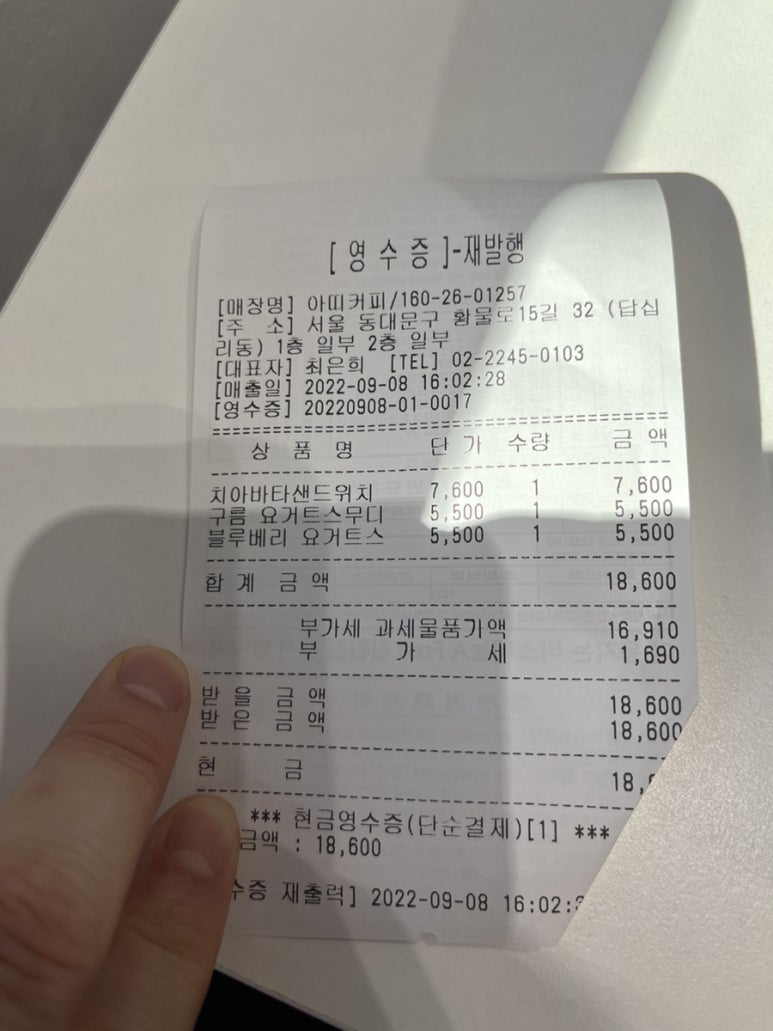 [ 영 수 증 ]-재발행
[매장명] 아띠커피/160-26-01257
[주 소] 서울 동대문구 황물로15길 32 (답십
리동) 1층 일부 2층 일부
[대표자] 최은희 [TEL] 02-2245-0103
[매출일] 2022-09-08 16:02:28
[영수증] 20220908-01-0017
상 품 명 단 가 수량 금 액
치아바타샌드위치 7,600 1 7,600
구름 요거트스무디 5,500 1 5,500
블루베리 요거트스 5,500 1 5,500
합 계 금 액 18,600
부가세 과세물품가액 16,910
부 가 세 1,690
받 을 금 액 18,600
받 은 금 액 18,600
현 금 18,
*** 현금영수증(단순결제)[1] ***
금액 : 18,600
수증 재출력] 2022-09-08 16:02: